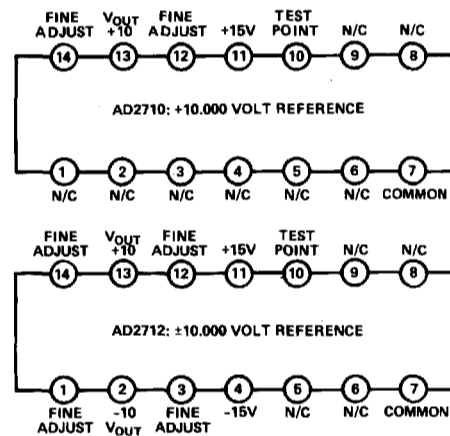 FINE ADJUST VOUT +10 FINE ADJUST +15V TEST POINT N/C N/C
14 13 12 11 10 9 8
AD2710: +10.000 VOLT REFERENCE
1 2 3 4 5 6 7
N/C N/C N/C N/C N/C N/C COMMON
FINE ADJUST VOUT +10 FINE ADJUST +15V TEST POINT N/C N/C
14 13 12 11 10 9 8
AD2712: ±10.000 VOLT REFERENCE
1 2 3 4 5 6 7
FINE ADJUST -10 VOUT FINE ADJUST -15V N/C N/C COMMON